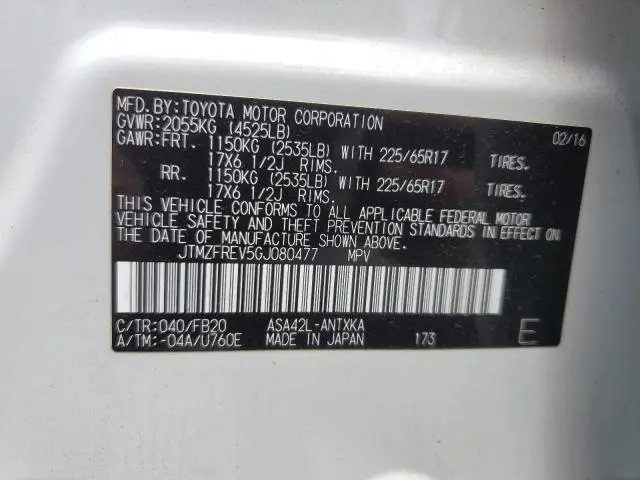 MFD.BY:TOYOTA MOTOR CORPORATION 02/16
GVWR:2055KG (4525LB)
GAWR:FRT. 1150KG (2535LB) WITH 225/65R17 TIRES.
17X6 1/2J RIMS.
RR. 1150KG (2535LB) WITH 225/65R17 TIRES.
17X6 1/2J RIMS.
THIS VEHICLE CONFORMS TO ALL APPLICABLE FEDERAL MOTOR
VEHICLE SAFETY AND THEFT PREVENTION STANDARDS IN EFFECT ON
THE DATE OF MANUFACTURE SHOWN ABOVE.
JTMZFREV5GJ080477 MPV
C/TR:040/FB20 ASA42L-ANTXKA
A/TM:-04A/U760E MADE IN JAPAN 173 E